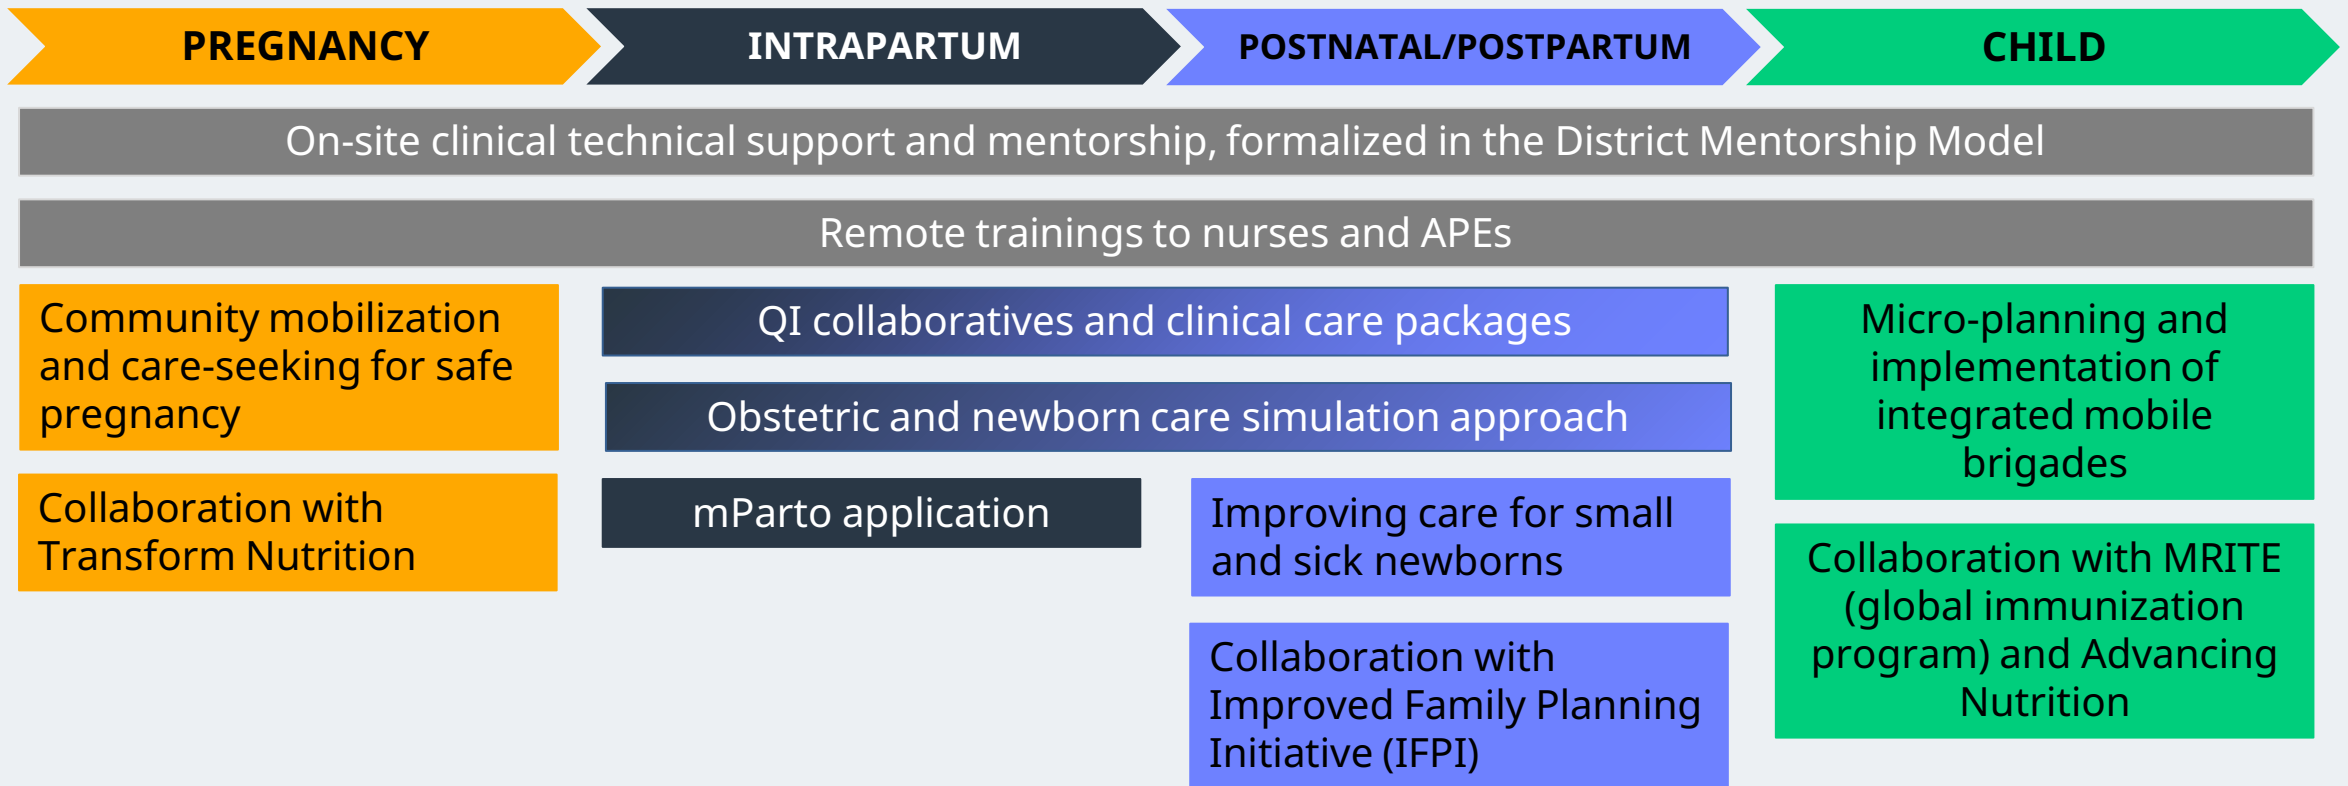 PREGNANCY
INTRAPARTUM
POSTNATAL/POSTPARTUM
CHILD
On-site clinical technical support and mentorship, formalized in the District Mentorship Model
Remote trainings to nurses and APEs
Community mobilization
and care-seeking for safe
pregnancy
Collaboration with
Transform Nutrition
QI collaboratives and clinical care packages
Obstetric and newborn care simulation approach
mParto application
Improving care for small
and sick newborns
Collaboration with
Improved Family Planning
Initiative (IFPI)
Micro-planning and
implementation of
integrated mobile
brigades
Collaboration with MRITE
(global immunization
program) and Advancing
Nutrition